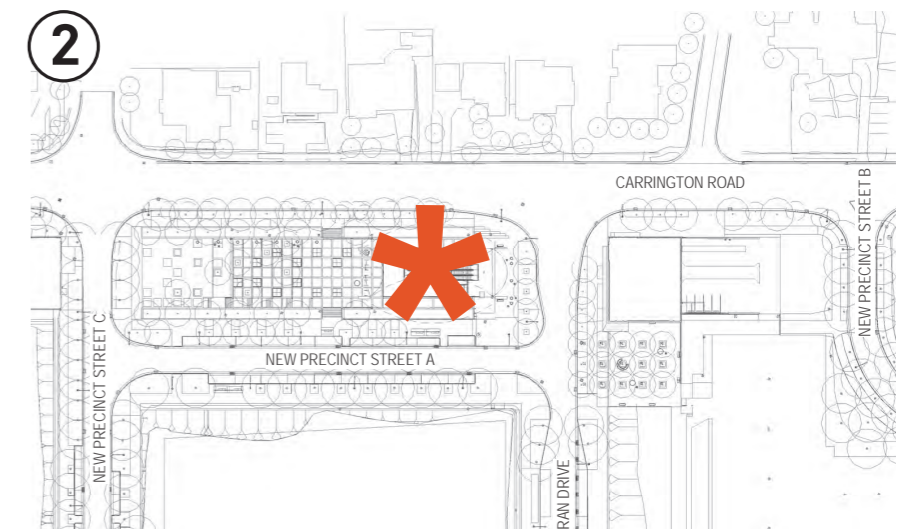 2
CARRINGTON ROAD
NEW PRECINCT STREET B
NEW PRECINCT STREET A
NEW PRECINCT STREET C
RAN DRIVE